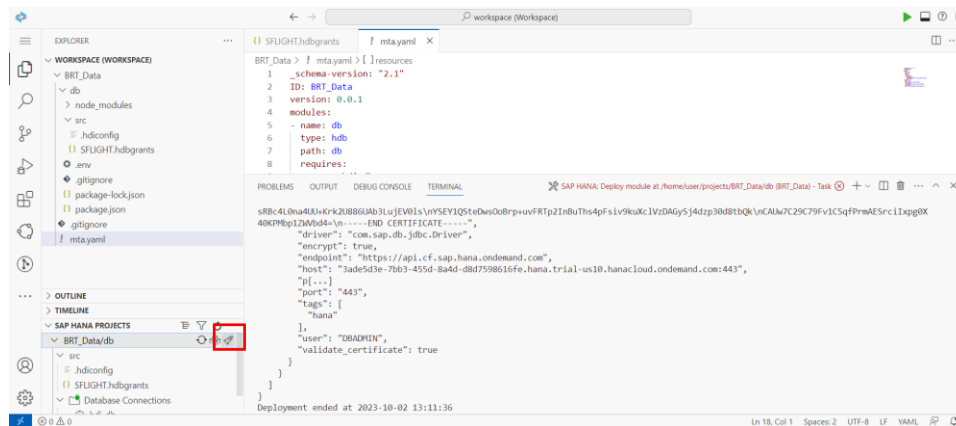 workspace (Workspace)
EXPLORER
WORKSPACE (WORKSPACE)
BRT_Data
db
node_modules
src
.hdiconfig
SFLIGHT.hdbgrants
.env
.gitignore
package-lock.json
package.json
.gitignore
mta.yaml
OUTLINE
TIMELINE
SAP HANA PROJECTS
BRT_Data/db
src
.hdiconfig
SFLIGHT.hdbgrants
Database Connections
SFLIGHT.hdbgrants
mta.yaml
BRT_Data > mta.yaml > [ ] resources
1 _schema-version: "2.1"
2 ID: BRT_Data
3 version: 0.0.1
4 modules:
5 - name: db
6 type: hdb
7 path: db
8 requires:
PROBLEMS OUTPUT DEBUG CONSOLE TERMINAL
SAP HANA: Deploy module at /home/user/projects/BRT_Data/db (BRT_Data) - Task
-----END CERTIFICATE-----",
"driver": "com.sap.db.jdbc.Driver",
"encrypt": true,
"endpoint": "https://api.cf.sap.hana.ondemand.com",
"host": "3ade5d3e-7bb3-455d-8a4d-d8d7598616fe.hana.trial-us10.hanacloud.ondemand.com:443",
"p[...]
"port": "443",
"tags": [
"hana"
],
"user": "DBADMIN",
"validate_certificate": true
}
}
]
}
Deployment ended at 2023-10-02 13:11:36
0 0
Ln 18, Col 1 Spaces: 2 UTF-8 LF YAML